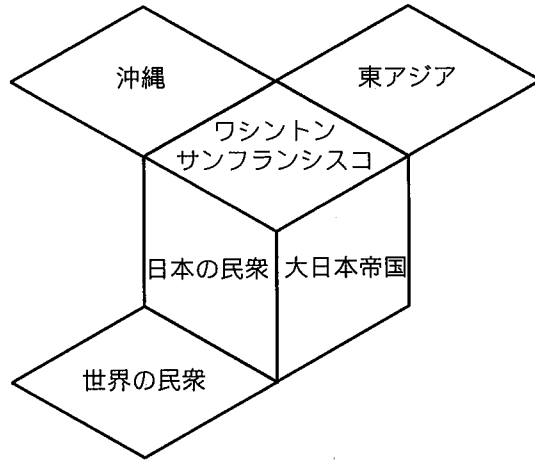 沖縄
東アジア
ワシントン
サンフランシスコ
日本の民衆
大日本帝国
世界の民衆